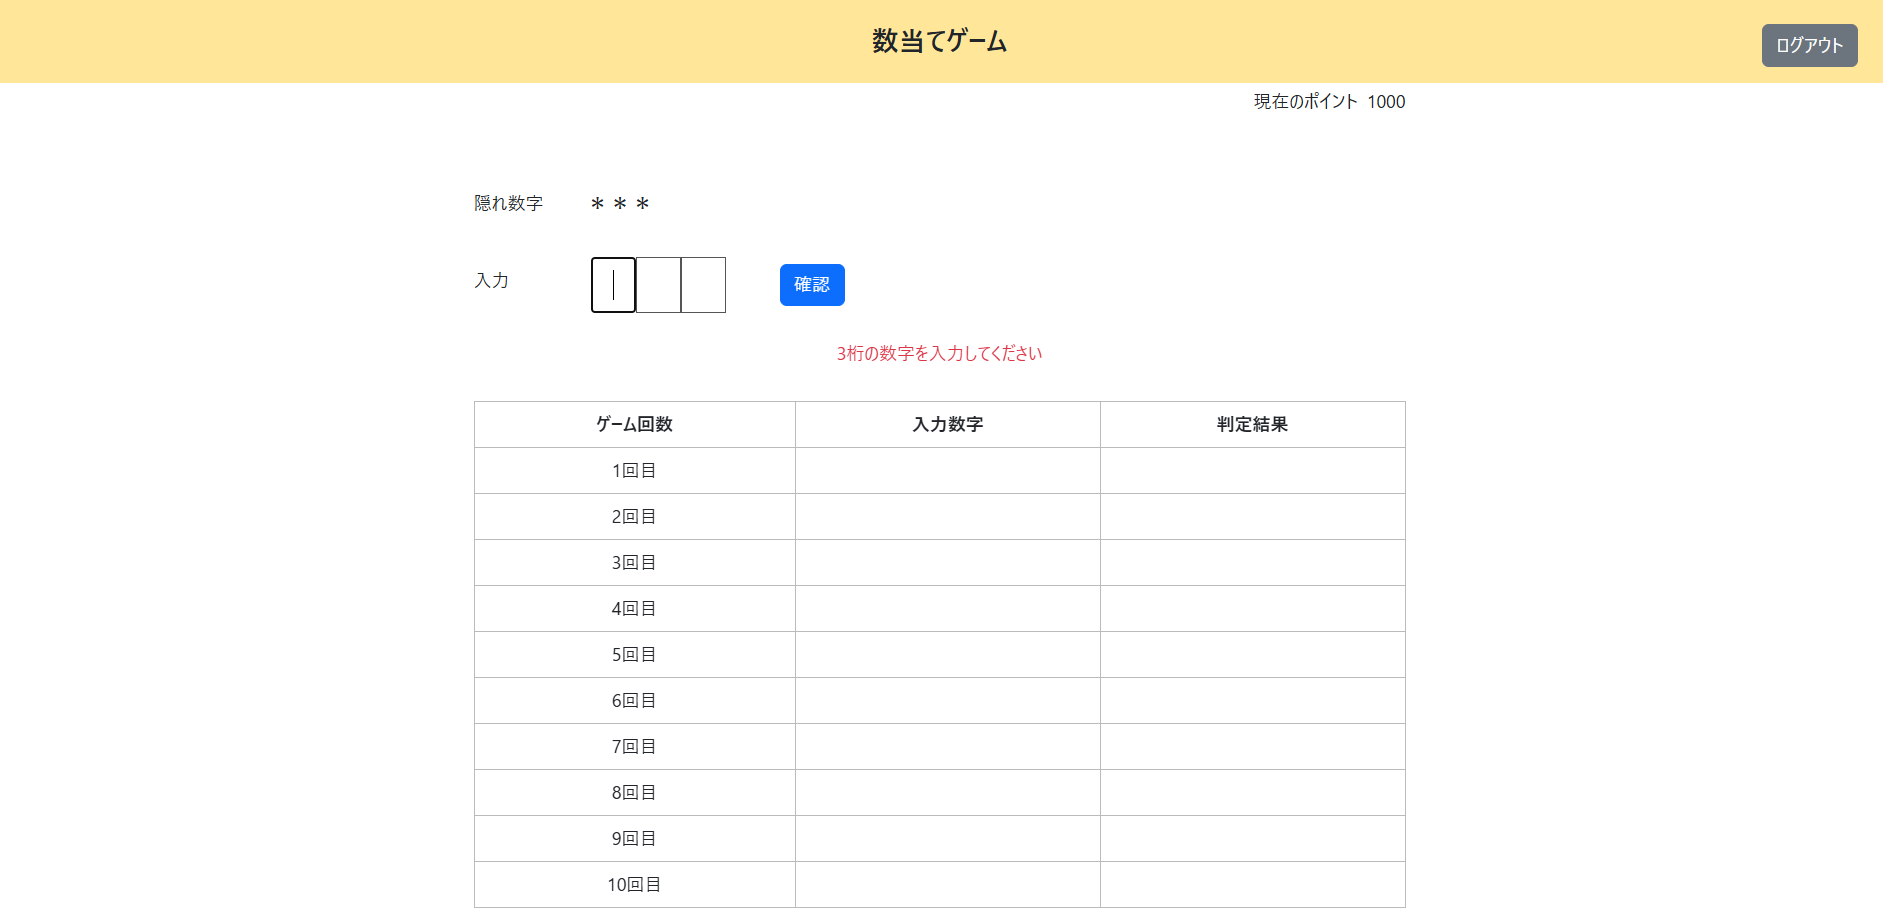 数当てゲーム
ログアウト
現在のポイント 1000
隠れ数字 ＊＊＊
入力 確認
3桁の数字を入力してください
ゲーム回数 入力数字 判定結果
1回目
2回目
3回目
4回目
5回目
6回目
7回目
8回目
9回目
10回目